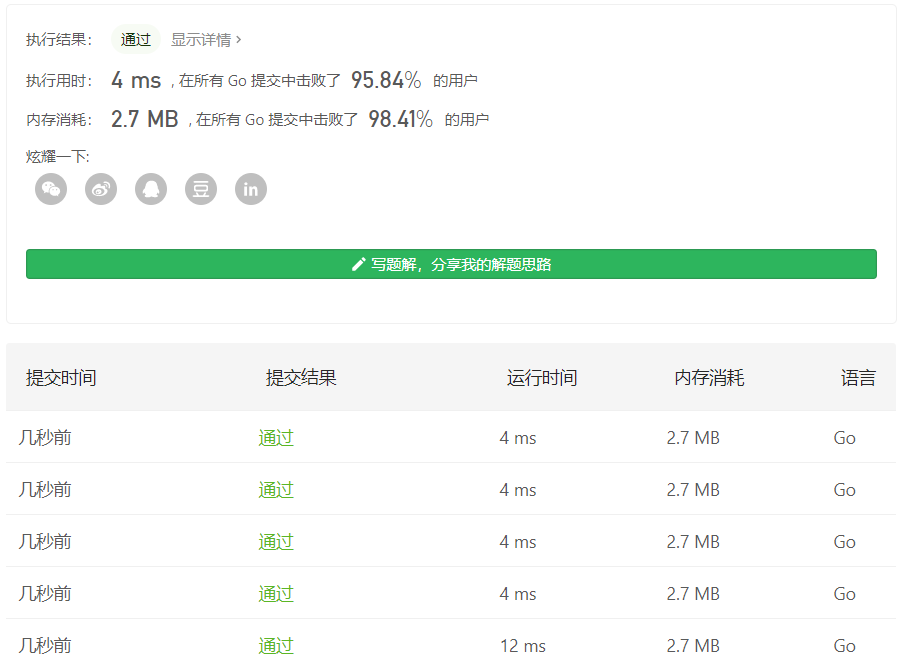 执行结果： 通过 显示详情 ›
执行用时： 4 ms , 在所有 Go 提交中击败了 95.84% 的用户
内存消耗： 2.7 MB , 在所有 Go 提交中击败了 98.41% 的用户
炫耀一下:
豆 in
写题解，分享我的解题思路
提交时间 提交结果 运行时间 内存消耗 语言
几秒前 通过 4 ms 2.7 MB Go
几秒前 通过 4 ms 2.7 MB Go
几秒前 通过 4 ms 2.7 MB Go
几秒前 通过 4 ms 2.7 MB Go
几秒前 通过 12 ms 2.7 MB Go